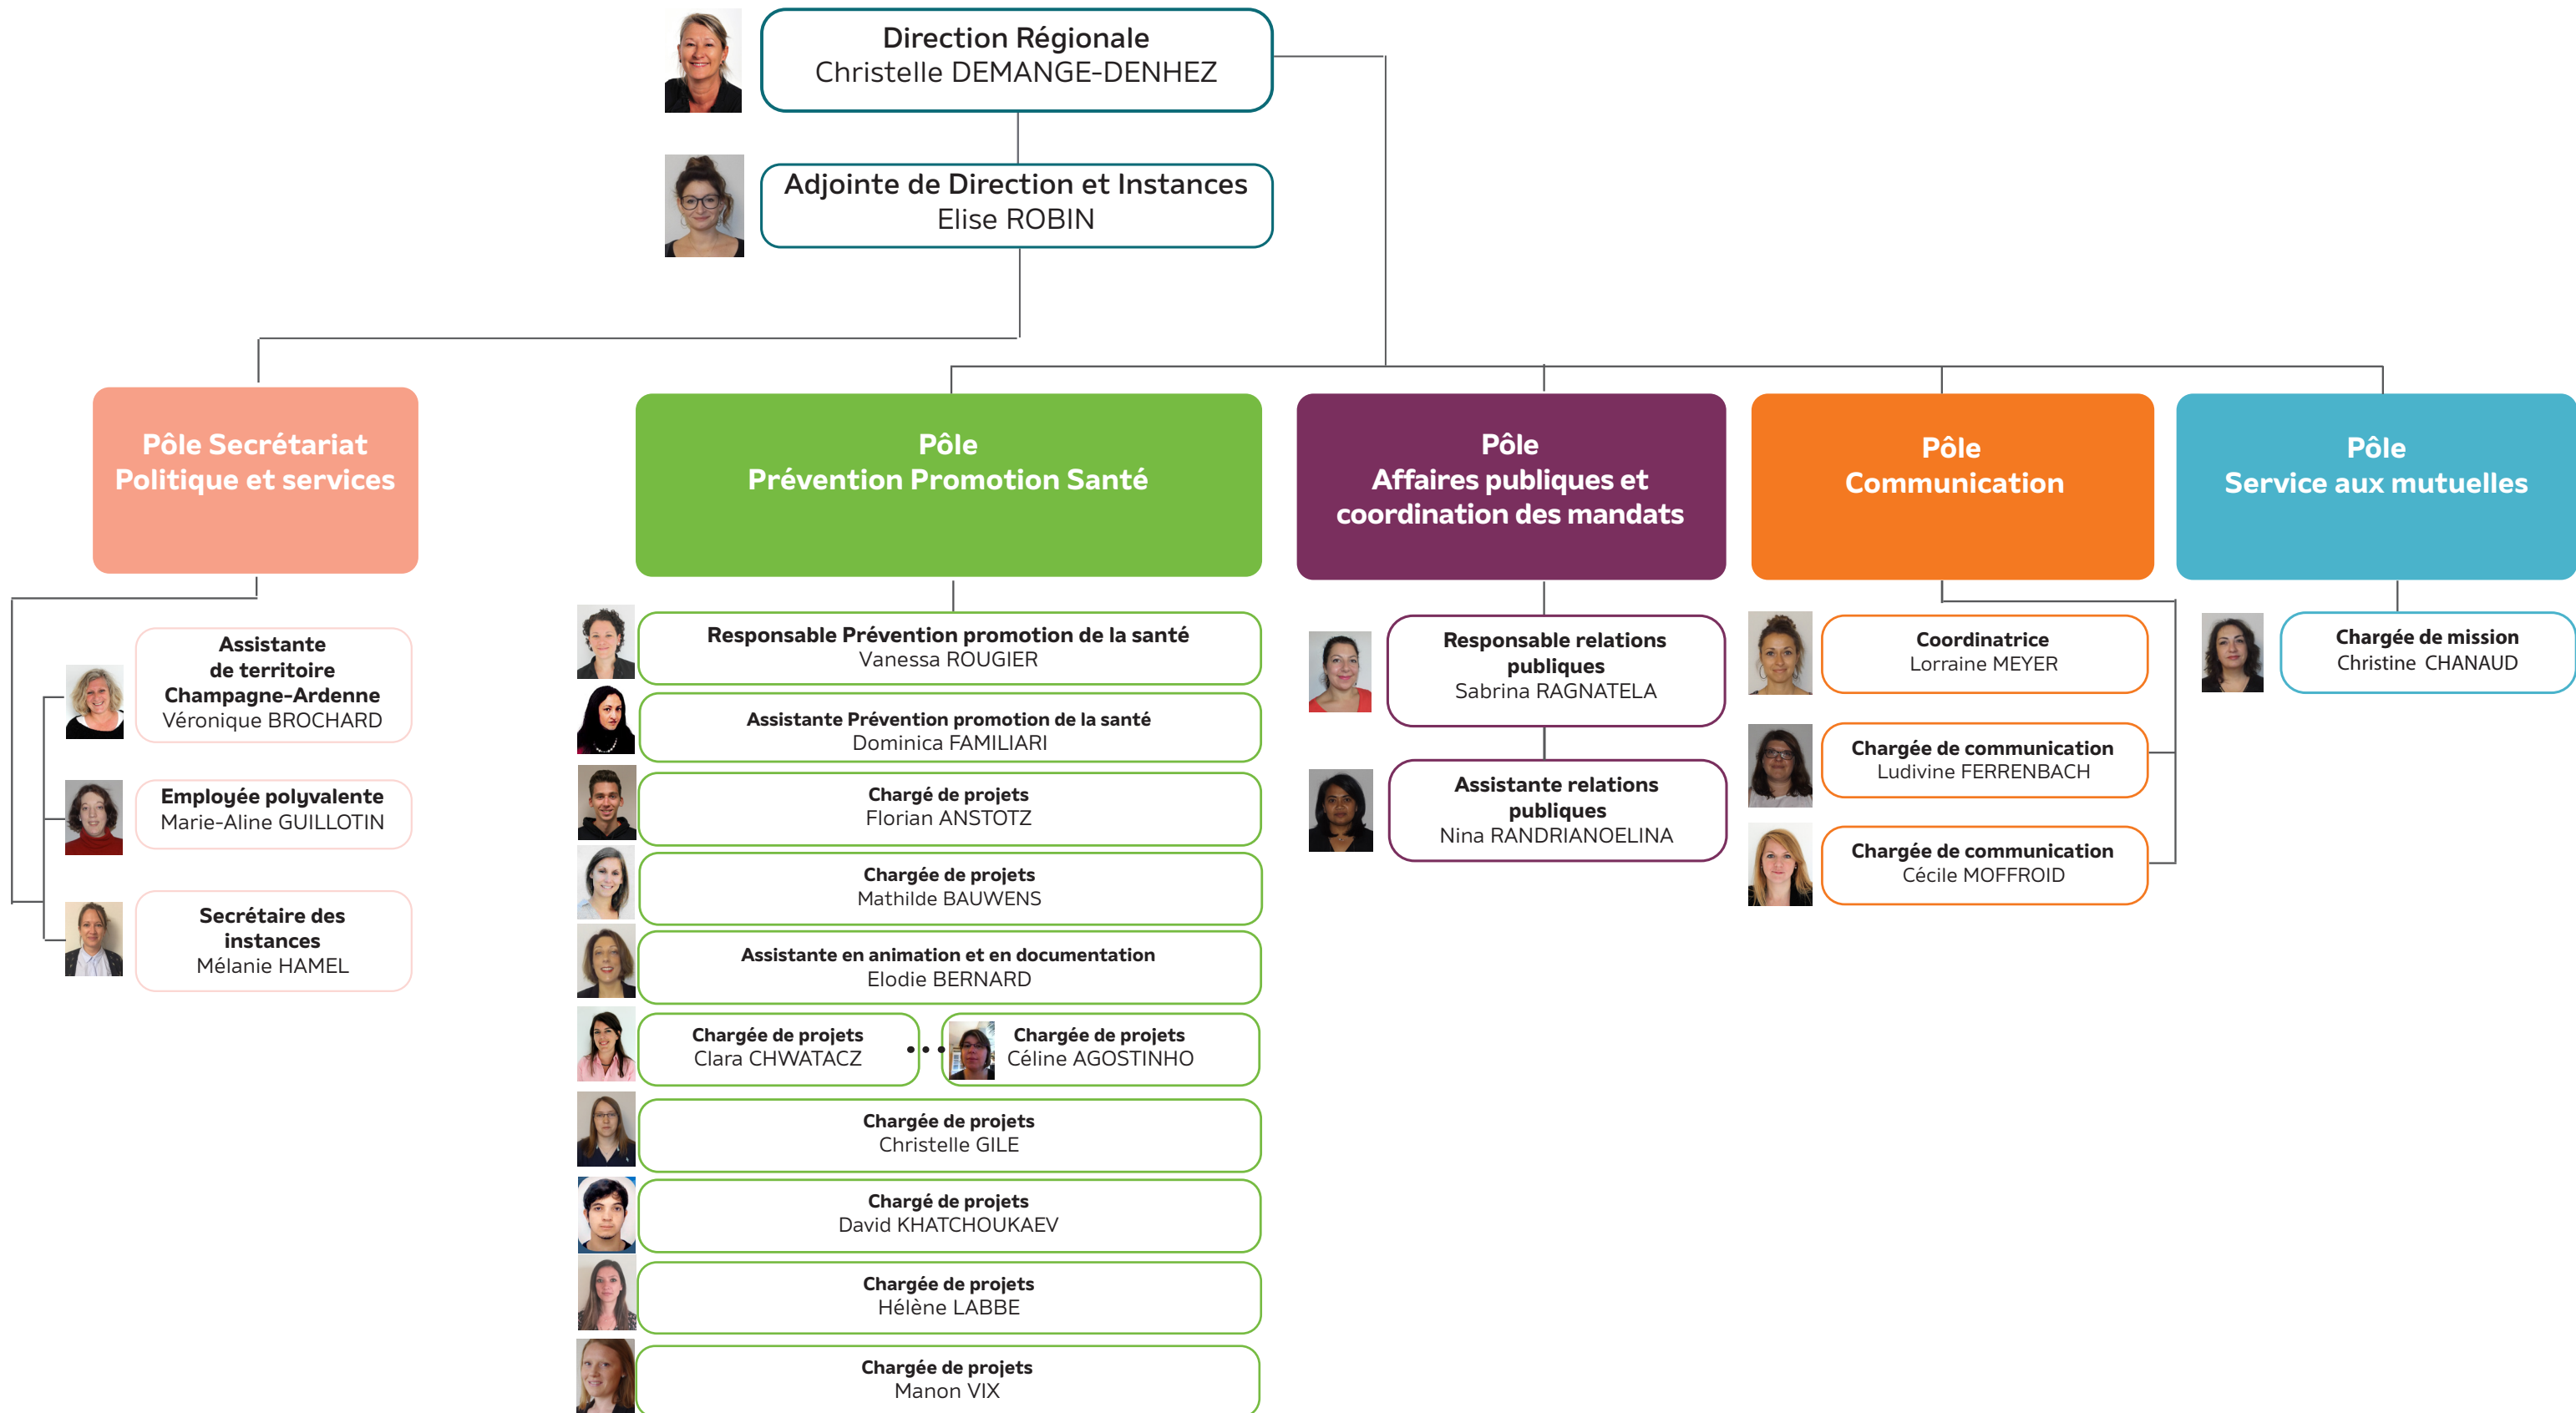 Direction Régionale
Christelle DEMANGE-DENHEZ
Adjointe de Direction et Instances
Elise ROBIN
Pôle Secrétariat
Politique et services
Assistante
de territoire
Champagne-Ardenne
Véronique BROCHARD
Employée polyvalente
Marie-Aline GUILLOTIN
Secrétaire des
instances
Mélanie HAMEL
Pôle
Prévention Promotion Santé
Responsable Prévention promotion de la santé
Vanessa ROUGIER
Assistante Prévention promotion de la santé
Dominica FAMILIARI
Chargé de projets
Florian ANSTOTZ
Chargée de projets
Mathilde BAUWENS
Assistante en animation et en documentation
Elodie BERNARD
Chargée de projets
Clara CHWATACZ
Chargée de projets
Céline AGOSTINHO
Chargée de projets
Christelle GILE
Chargé de projets
David KHATCHOUKAEV
Chargée de projets
Hélène LABBE
Chargée de projets
Manon VIX
Pôle
Affaires publiques et
coordination des mandats
Responsable relations
publiques
Sabrina RAGNATELA
Assistante relations
publiques
Nina RANDRIANOELINA
Pôle
Communication
Coordinatrice
Lorraine MEYER
Chargée de communication
Ludivine FERRENBACH
Chargée de communication
Cécile MOFFROID
Pôle
Service aux mutuelles
Chargée de mission
Christine CHANAUD